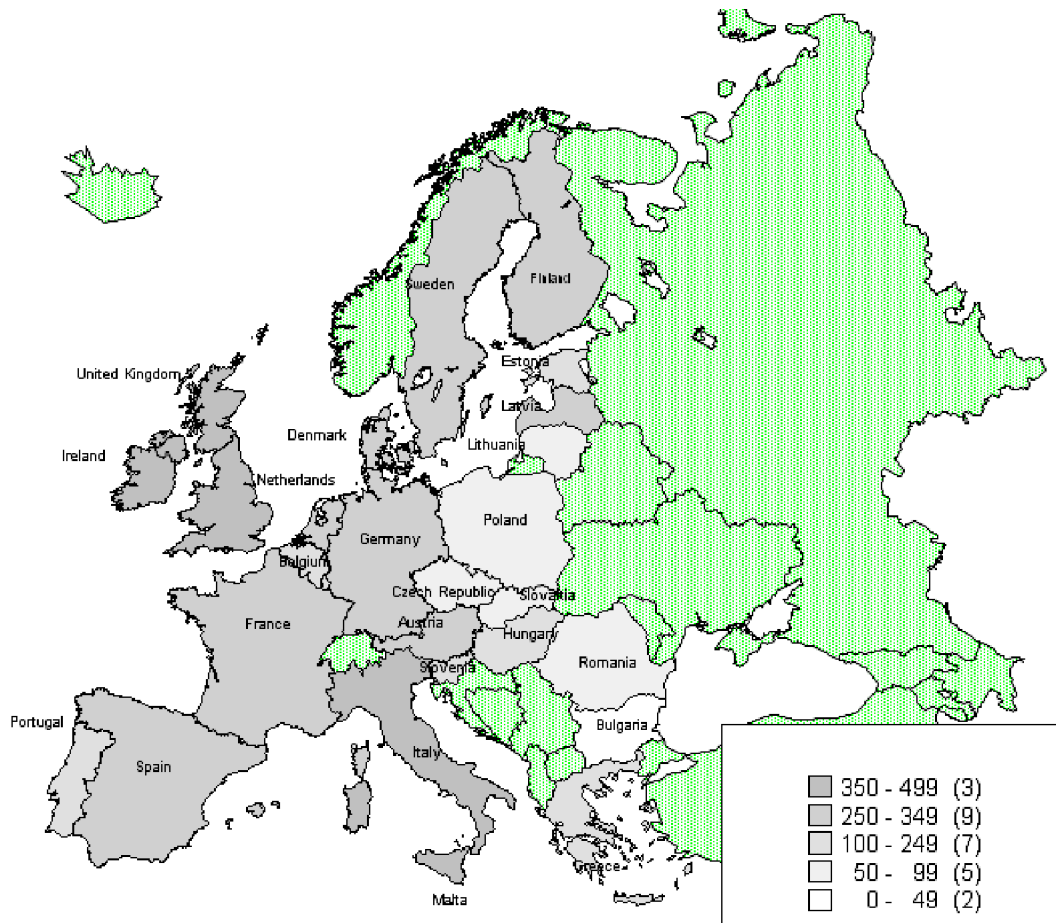 Sweden
Finland
Estonia
United Kingdom
Latvia
Denmark
Lithuania
Ireland
Netherlands
Poland
Germany
Belgium
Czech Republic
Slovakia
France
Austria
Hungary
Slovenia
Romania
Portugal
Bulgaria
Italy
Spain
Greece
Malta
350 - 499 (3)
250 - 349 (9)
100 - 249 (7)
50 - 99 (5)
0 - 49 (2)